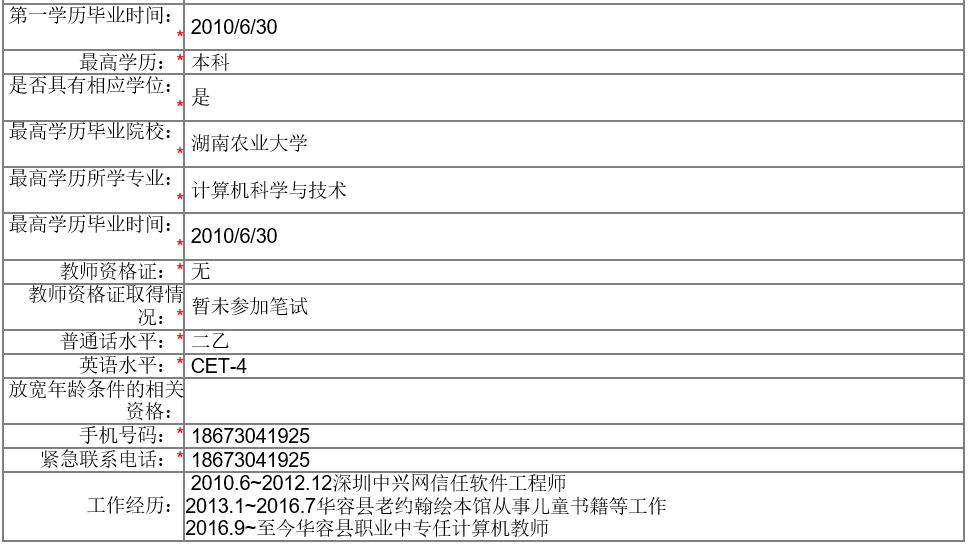 第一学历毕业时间：
* 2010/6/30
最高学历：* 本科
是否具有相应学位：
* 是
最高学历毕业院校：
* 湖南农业大学
最高学历所学专业：
* 计算机科学与技术
最高学历毕业时间：
* 2010/6/30
教师资格证：* 无
教师资格证取得情
况：* 暂未参加笔试
普通话水平：* 二乙
英语水平：* CET-4
放宽年龄条件的相关
资格：
手机号码：* 18673041925
紧急联系电话：* 18673041925
工作经历：
2010.6~2012.12深圳中兴网信任软件工程师
2013.1~2016.7华容县老约翰绘本馆从事儿童书籍等工作
2016.9~至今华容县职业中专任计算机教师